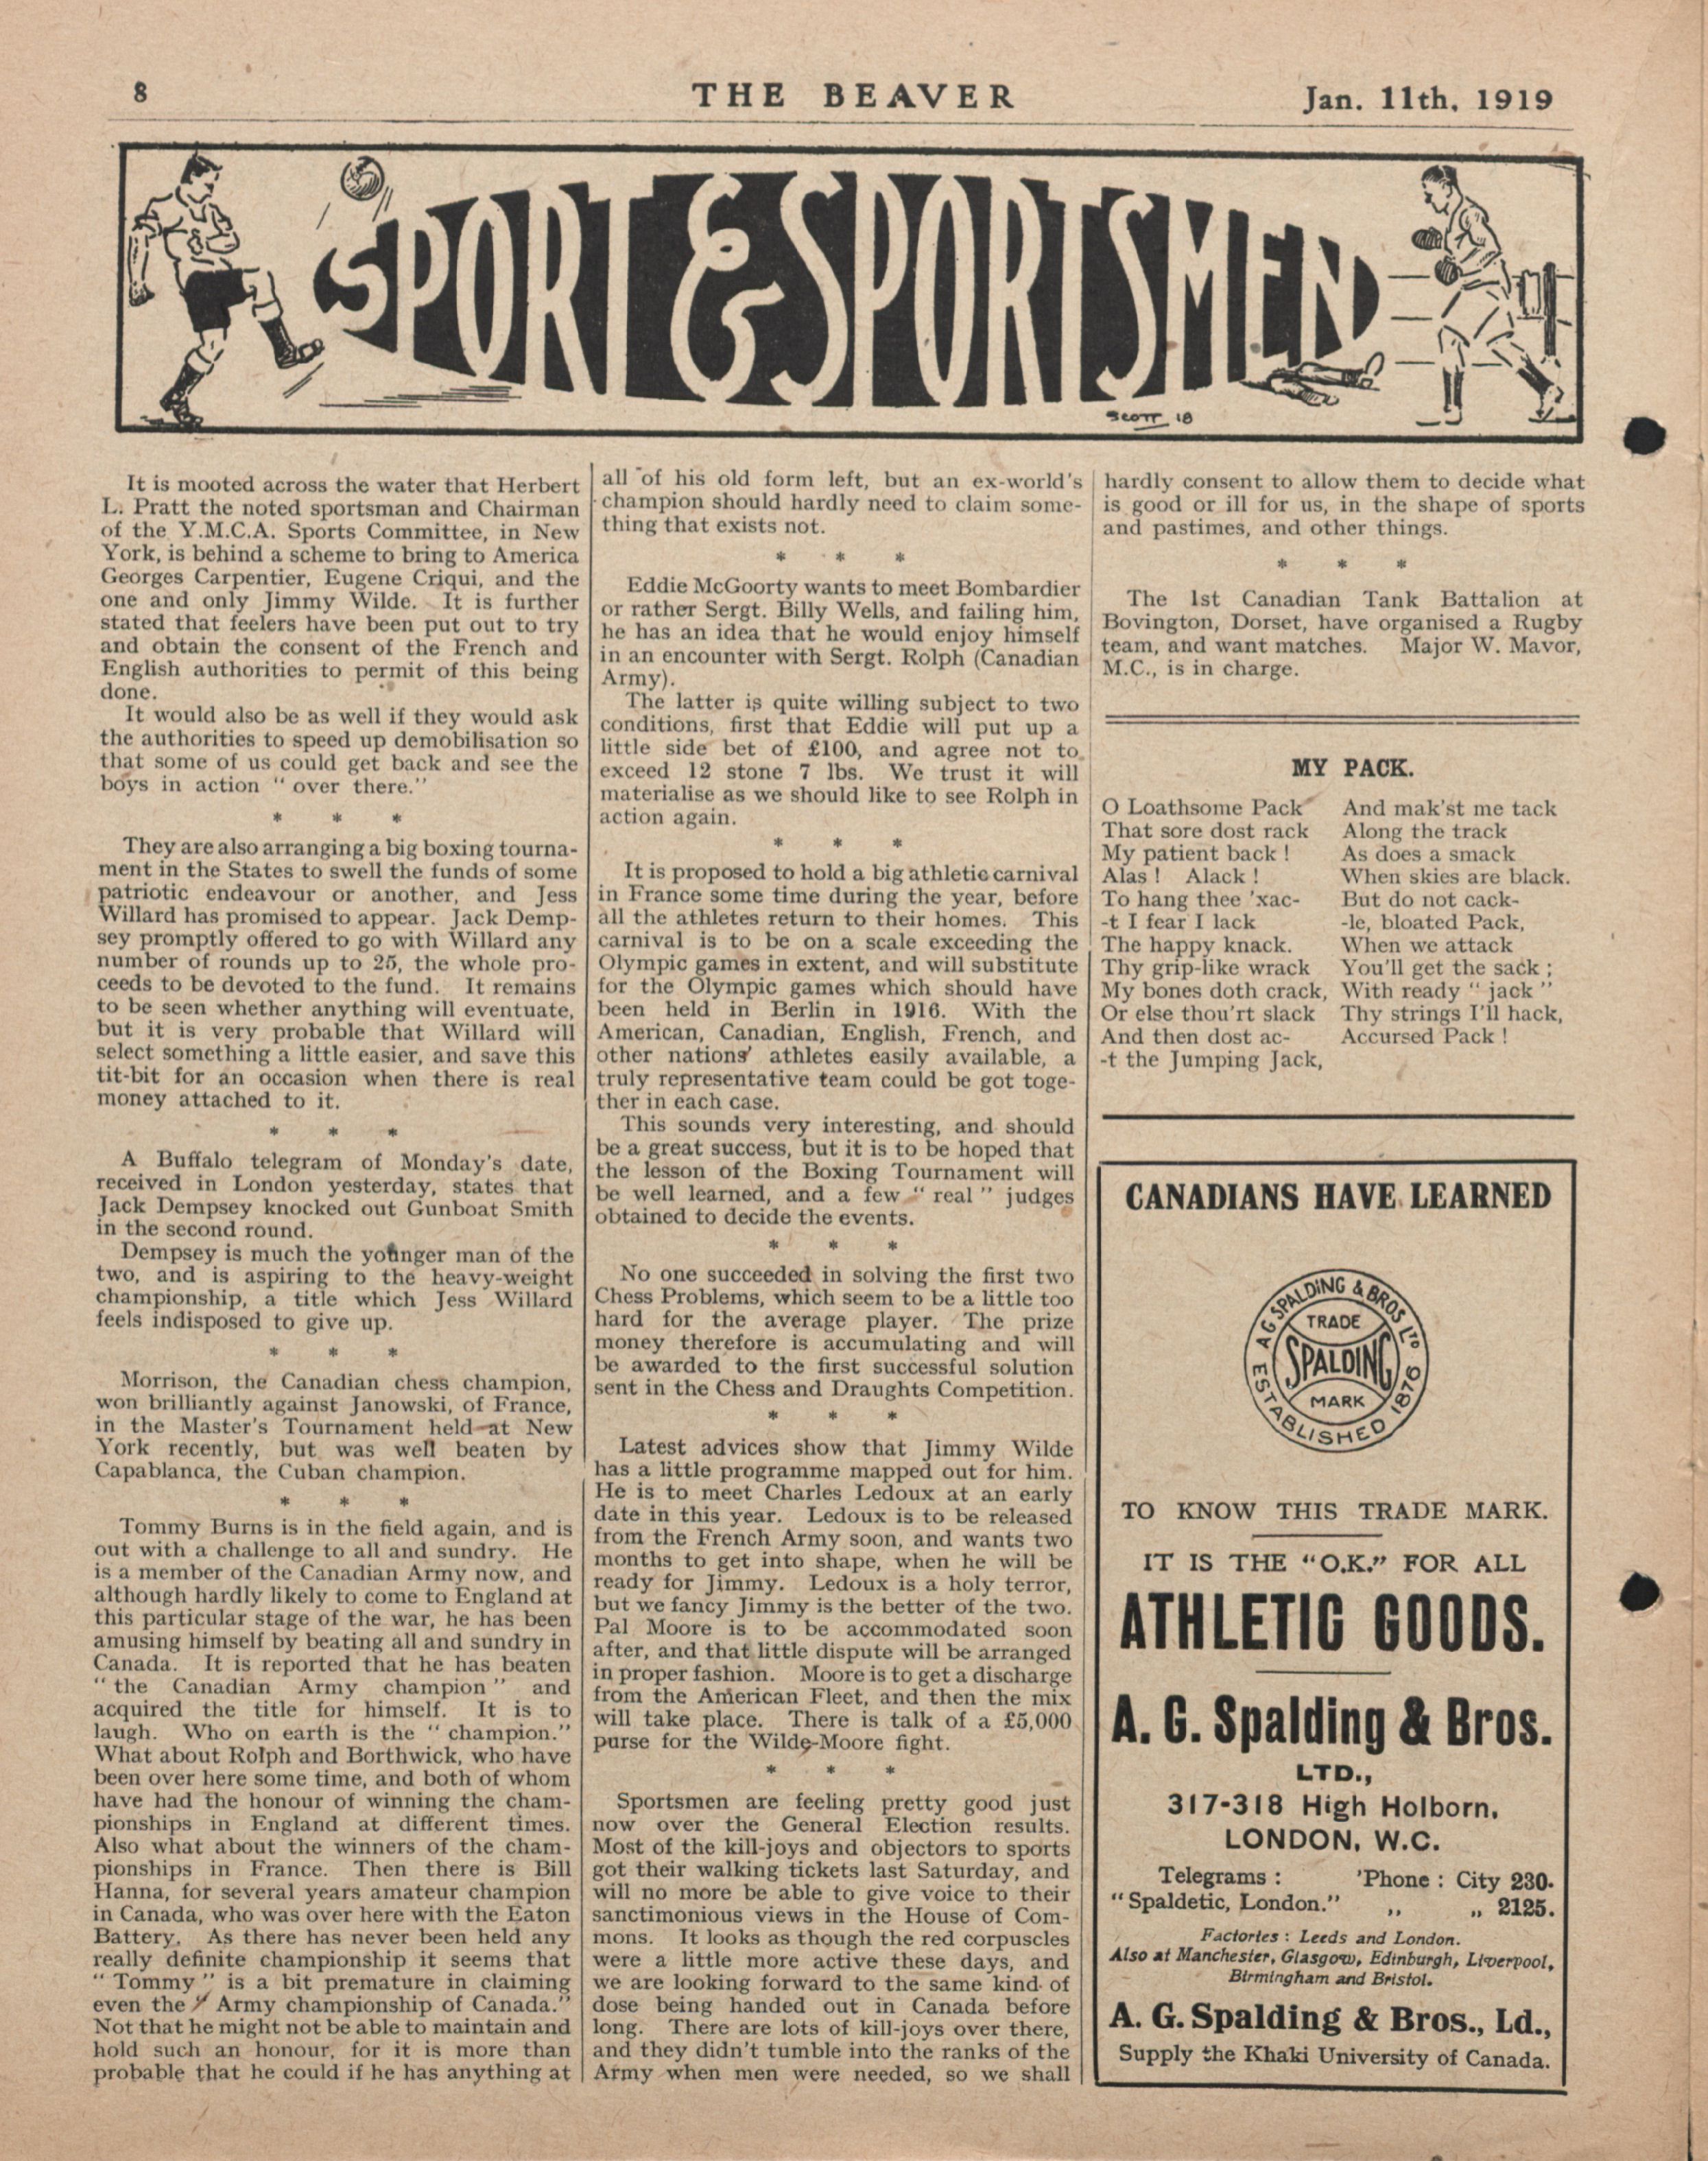 8
THE BEAVER
Jan. 11th, 1919
SPORT & SPORTSMEN
SCOTT 18
It is mooted across the water that Herbert
L. Pratt the noted sportsman and Chairman
of the Y.M.C.A. Sports Committee, in New
York, is behind a scheme to bring to America
Georges Carpentier, Eugene Criqui, and the
one and only Jimmy Wilde. It is further
stated that feelers have been put out to try
and obtain the consent of the French and
English authorities to permit of this being
done.
It would also be as well if they would ask
the authorities to speed up demobilisation so
that some of us could get back and see the
boys in action " over there."
* * *
They are also arranging a big boxing tourna-
ment in the States to swell the funds of some
patriotic endeavour or another, and Jess
Willard has promised to appear. Jack Demp-
sey promptly offered to go with Willard any
number of rounds up to 25, the whole pro-
ceeds to be devoted to the fund. It remains
to be seen whether anything will eventuate,
but it is very probable that Willard will
select something a little easier, and save this
tit-bit for an occasion when there is real
money attached to it.
* * *
A Buffalo telegram of Monday's date,
received in London yesterday, states that
Jack Dempsey knocked out Gunboat Smith
in the second round.
Dempsey is much the younger man of the
two, and is aspiring to the heavy-weight
championship, a title which Jess Willard
feels indisposed to give up.
* * *
Morrison, the Canadian chess champion,
won brilliantly against Janowski, of France,
in the Master's Tournament held at New
York recently, but was well beaten by
Capablanca, the Cuban champion.
* * *
Tommy Burns is in the field again, and is
out with a challenge to all and sundry. He
is a member of the Canadian Army now, and
although hardly likely to come to England at
this particular stage of the war, he has been
amusing himself by beating all and sundry in
Canada. It is reported that he has beaten
" the Canadian Army champion " and
acquired the title for himself. It is to
laugh. Who on earth is the " champion."
What about Rolph and Borthwick, who have
been over here some time, and both of whom
have had the honour of winning the cham-
pionships in England at different times.
Also what about the winners of the cham-
pionships in France. Then there is Bill
Hanna, for several years amateur champion
in Canada, who was over here with the Eaton
Battery. As there has never been held any
really definite championship it seems that
" Tommy " is a bit premature in claiming
even the " Army championship of Canada."
Not that he might not be able to maintain and
hold such an honour, for it is more than
probable that he could if he has anything at
all of his old form left, but an ex-world's
champion should hardly need to claim some-
thing that exists not.
* * *
Eddie McGoorty wants to meet Bombardier
or rather Sergt. Billy Wells, and failing him,
he has an idea that he would enjoy himself
in an encounter with Sergt. Rolph (Canadian
Army).
The latter is quite willing subject to two
conditions, first that Eddie will put up a
little side bet of £100, and agree not to
exceed 12 stone 7 lbs. We trust it will
materialise as we should like to see Rolph in
action again.
* * *
It is proposed to hold a big athletic carnival
in France some time during the year, before
all the athletes return to their homes. This
carnival is to be on a scale exceeding the
Olympic games in extent, and will substitute
for the Olympic games which should have
been held in Berlin in 1916. With the
American, Canadian, English, French, and
other nations' athletes easily available, a
truly representative team could be got toge-
ther in each case.
This sounds very interesting, and should
be a great success, but it is to be hoped that
the lesson of the Boxing Tournament will
be well learned, and a few " real " judges
obtained to decide the events.
* * *
No one succeeded in solving the first two
Chess Problems, which seem to be a little too
hard for the average player. The prize
money therefore is accumulating and will
be awarded to the first successful solution
sent in the Chess and Draughts Competition.
* * *
Latest advices show that Jimmy Wilde
has a little programme mapped out for him.
He is to meet Charles Ledoux at an early
date in this year. Ledoux is to be released
from the French Army soon, and wants two
months to get into shape, when he will be
ready for Jimmy. Ledoux is a holy terror,
but we fancy Jimmy is the better of the two.
Pal Moore is to be accommodated soon
after, and that little dispute will be arranged
in proper fashion. Moore is to get a discharge
from the American Fleet, and then the mix
will take place. There is talk of a £5,000
purse for the Wilde-Moore fight.
* * *
Sportsmen are feeling pretty good just
now over the General Election results.
Most of the kill-joys and objectors to sports
got their walking tickets last Saturday, and
will no more be able to give voice to their
sanctimonious views in the House of Com-
mons. It looks as though the red corpuscles
were a little more active these days, and
we are looking forward to the same kind of
dose being handed out in Canada before
long. There are lots of kill-joys over there,
and they didn't tumble into the ranks of the
Army when men were needed, so we shall
hardly consent to allow them to decide what
is good or ill for us, in the shape of sports
and pastimes, and other things.
* * *
The 1st Canadian Tank Battalion at
Bovington, Dorset, have organised a Rugby
team, and want matches. Major W. Mavor,
M.C., is in charge.
MY PACK.
O Loathsome Pack
That sore dost rack
My patient back !
Alas ! Alack !
To hang thee 'xac-
-t I fear I lack
The happy knack.
Thy grip-like wrack
My bones doth crack,
Or else thou'rt slack
And then dost ac-
-t the Jumping Jack,
And mak'st me tack
Along the track
As does a smack
When skies are black.
But do not cack-
-le, bloated Pack,
When we attack
You'll get the sack ;
With ready " jack "
Thy strings I'll hack,
Accursed Pack !
CANADIANS HAVE LEARNED
A G SPALDING & BROS LTD
TRADE
SPALDING
MARK
ESTABLISHED 1876
TO KNOW THIS TRADE MARK.
IT IS THE "O.K." FOR ALL
ATHLETIC GOODS.
A. G. Spalding & Bros.
LTD.,
317-318 High Holborn,
LONDON, W.C.
Telegrams : 'Phone : City 230.
"Spaldetic, London." ,, ,, 2125.
Factories : Leeds and London.
Also at Manchester, Glasgow, Edinburgh, Liverpool,
Birmingham and Bristol.
A. G. Spalding & Bros., Ld.,
Supply the Khaki University of Canada.